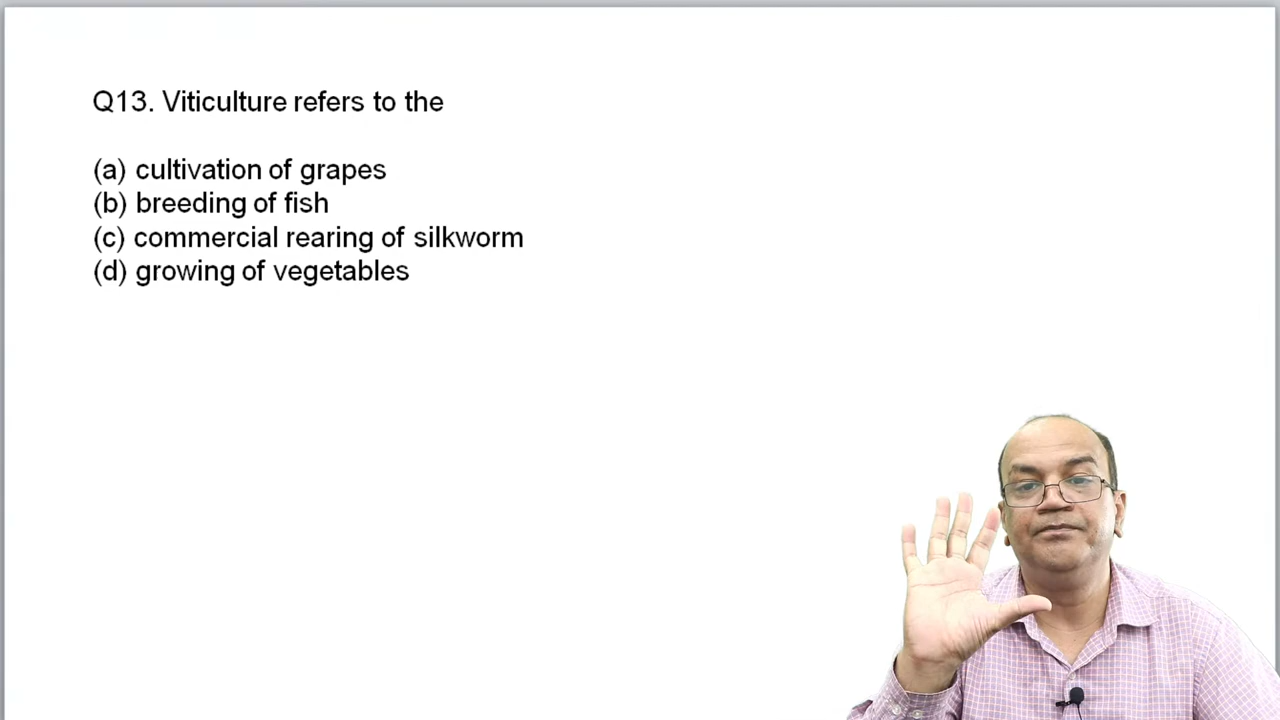 Q13. Viticulture refers to the
(a) cultivation of grapes
(b) breeding of fish
(c) commercial rearing of silkworm
(d) growing of vegetables